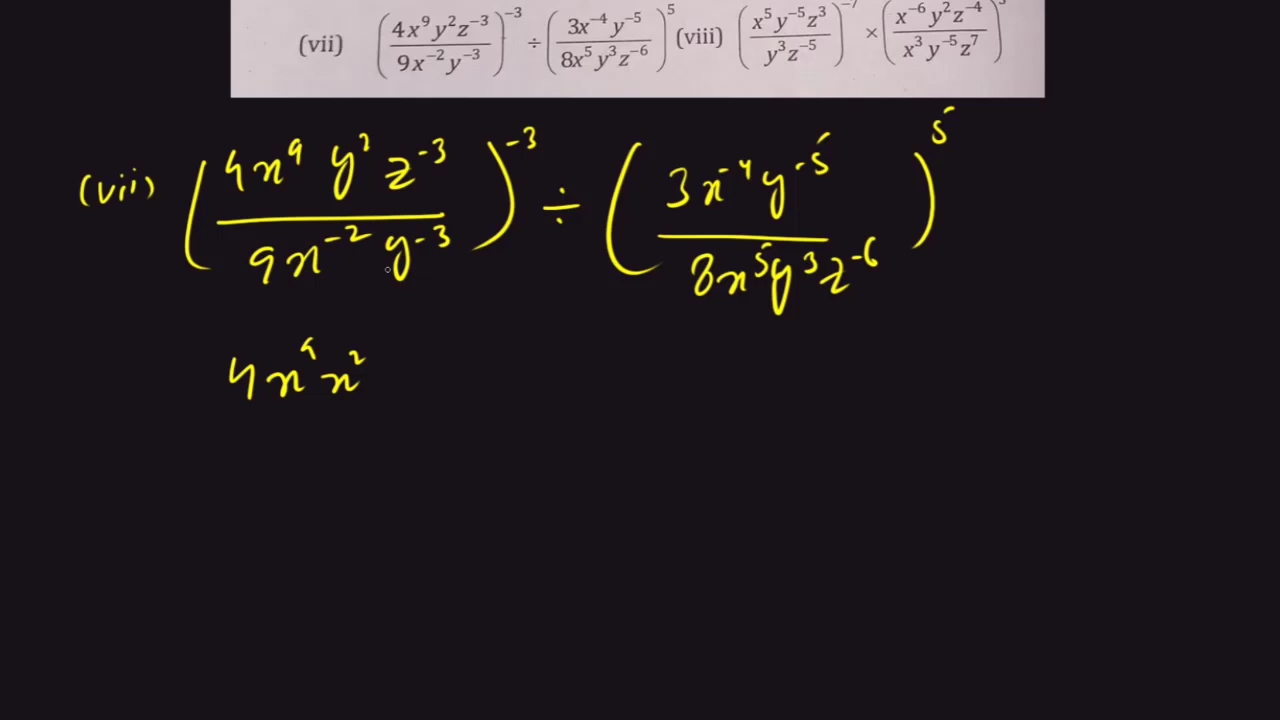 (vii) (4x⁹y²z⁻³ / 9x⁻²y⁻³)⁻³ ÷ (3x⁻⁴y⁻⁵ / 8x⁵y³z⁻⁶)⁵ (viii) (x⁵y⁻⁵z³ / y³z⁻⁵)⁻⁷ × (x⁻⁶y²z⁻⁴ / x³y⁻⁵z⁷)
(vii) (4x⁹ y² z⁻³ / 9x⁻² y⁻³)⁻³ ÷ (3x⁻⁴y⁻⁵ / 8x⁵y³z⁻⁶)⁵
4x⁹x²